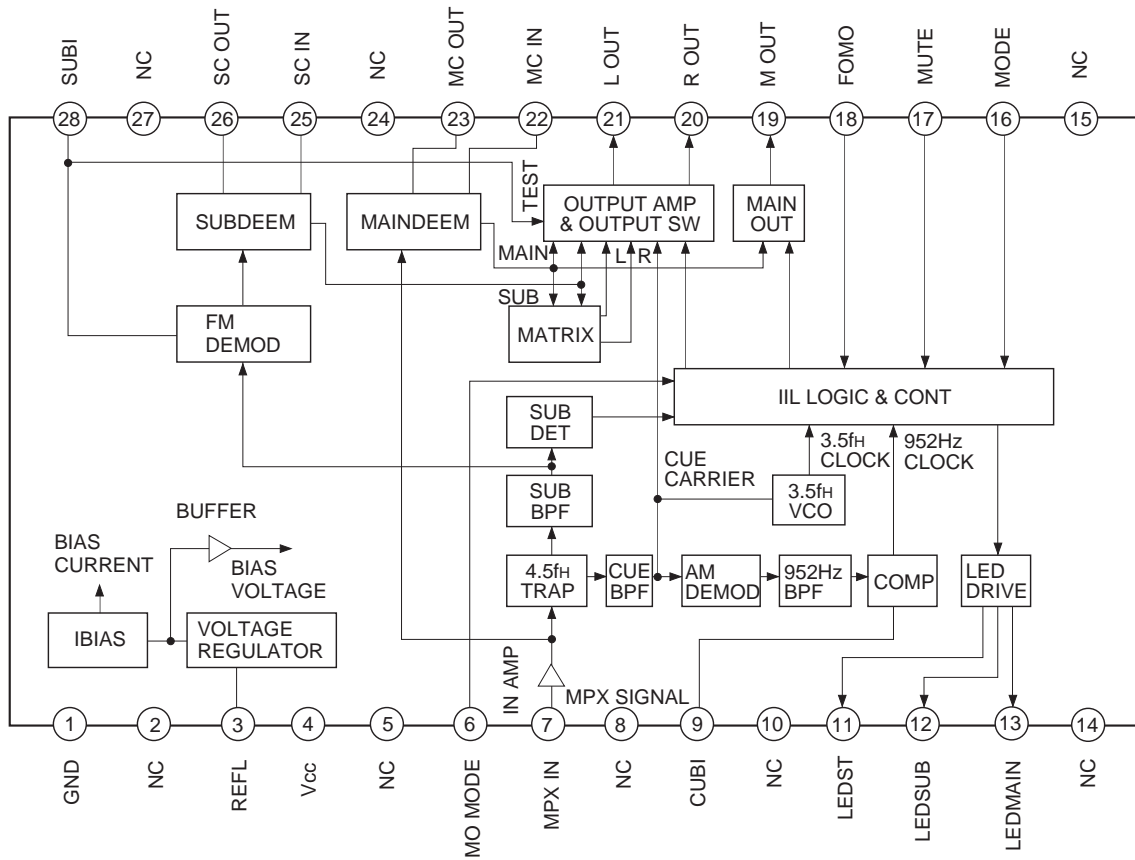 SUBI
NC
SC OUT
SC IN
NC
MC OUT
MC IN
L OUT
R OUT
M OUT
FOMO
MUTE
MODE
NC
28
27
26
25
24
23
22
21
20
19
18
17
16
15
TEST
SUBDEEM
MAINDEEM
OUTPUT AMP
& OUTPUT SW
MAIN
OUT
MAIN
L
R
SUB
FM
DEMOD
MATRIX
IIL LOGIC & CONT
SUB
DET
3.5fH
CLOCK
952Hz
CLOCK
CUE
CARRIER
SUB
BPF
3.5fH
VCO
BUFFER
BIAS
CURRENT
BIAS
VOLTAGE
4.5fH
TRAP
CUE
BPF
AM
DEMOD
952Hz
BPF
COMP
LED
DRIVE
IBIAS
VOLTAGE
REGULATOR
IN AMP
MPX SIGNAL
1
2
3
4
5
6
7
8
9
10
11
12
13
14
GND
NC
REFL
Vcc
NC
MO MODE
MPX IN
NC
CUBI
NC
LEDST
LEDSUB
LEDMAIN
NC